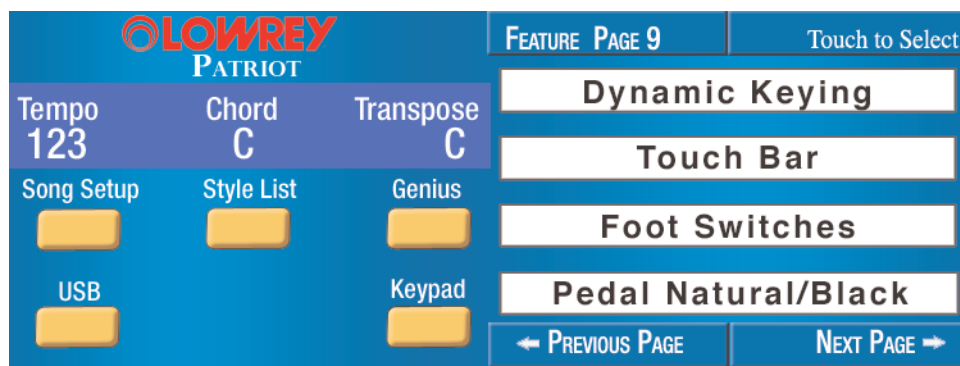 LOWREY
PATRIOT
Tempo Chord Transpose
123 C C
Song Setup Style List Genius
USB Keypad
FEATURE PAGE 9 Touch to Select
Dynamic Keying
Touch Bar
Foot Switches
Pedal Natural/Black
PREVIOUS PAGE NEXT PAGE